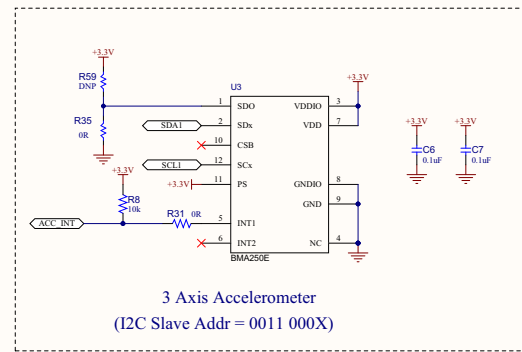 +3.3V
R59
DNP
R35
0R
U3
1 SDO VDDIO 3
SDA1 2 SDx VDD 7
10 CSB
SCL1 12 SCx
+3.3V 11 PS GNDIO 8
GND 9
+3.3V
R8
10k
ACC_INT R31 0R 5 INT1
6 INT2 NC 4
BMA250E
+3.3V
+3.3V
C6
0.1uF
+3.3V
C7
0.1uF
3 Axis Accelerometer
(I2C Slave Addr = 0011 000X)